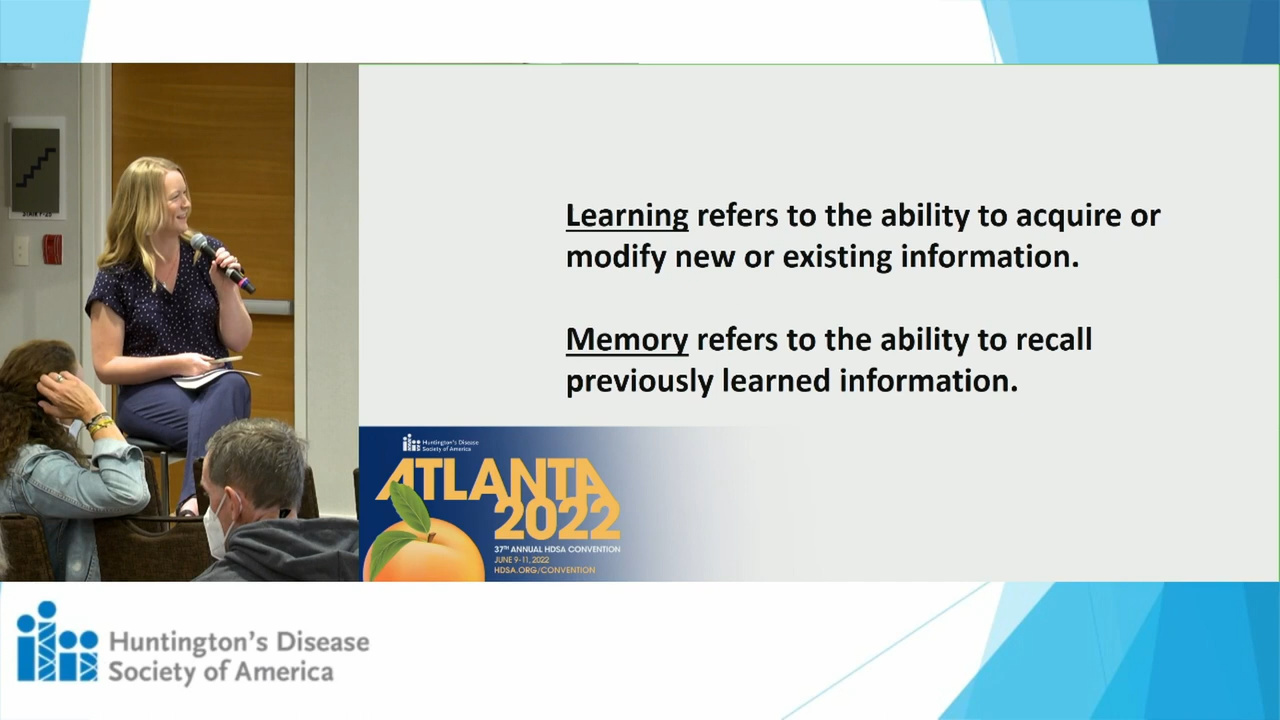 Learning refers to the ability to acquire or
modify new or existing information.
Memory refers to the ability to recall
previously learned information.
Huntington's Disease
Society of America
ATLANTA
2022
37TH ANNUAL HDSA CONVENTION
JUNE 9-11, 2022
HDSA.ORG/CONVENTION
Huntington's Disease
Society of America